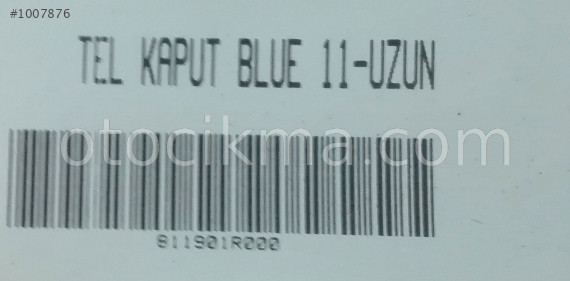 #1007876
TEL KAPUT BLUE 11-UZUN
otocikma.com
811901R000